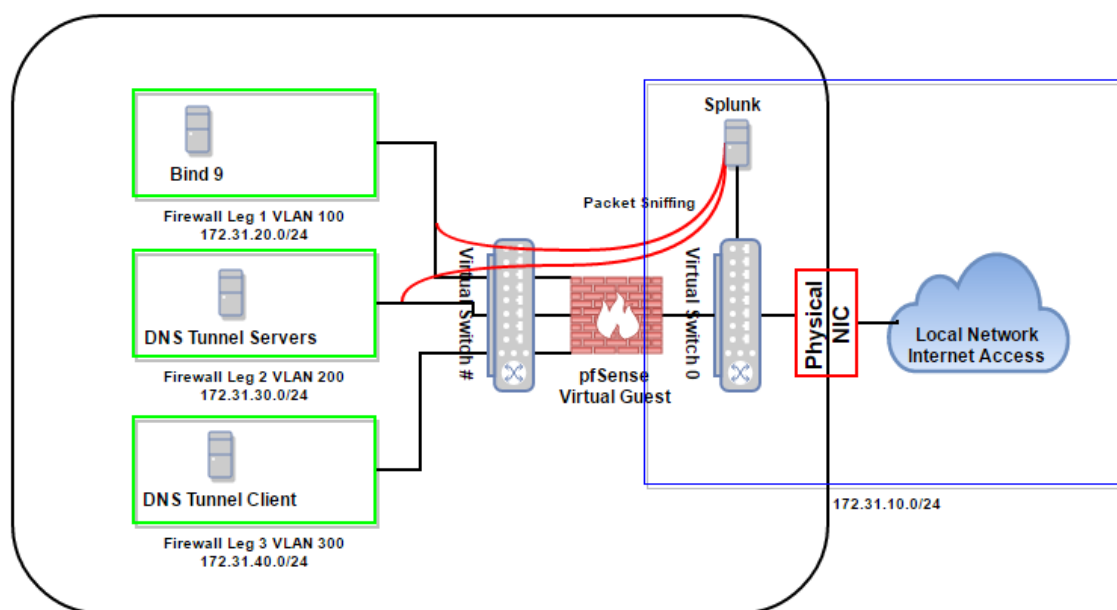 Bind 9
Firewall Leg 1 VLAN 100
172.31.20.0/24
DNS Tunnel Servers
Firewall Leg 2 VLAN 200
172.31.30.0/24
DNS Tunnel Client
Firewall Leg 3 VLAN 300
172.31.40.0/24
Virtual Switch #
Packet Sniffing
pfSense
Virtual Guest
Splunk
Virtual Switch 0
Physical
NIC
Local Network
Internet Access
172.31.10.0/24